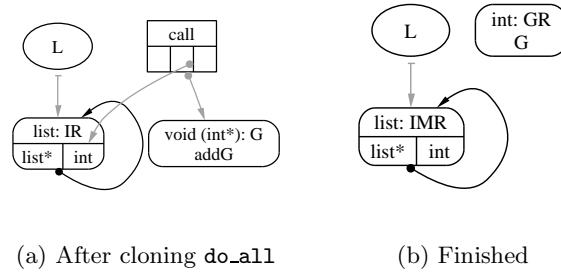 L
call
list: IR
list* int
void (int*): G
addG
(a) After cloning do_all
L
int: GR
G
list: IMR
list* int
(b) Finished